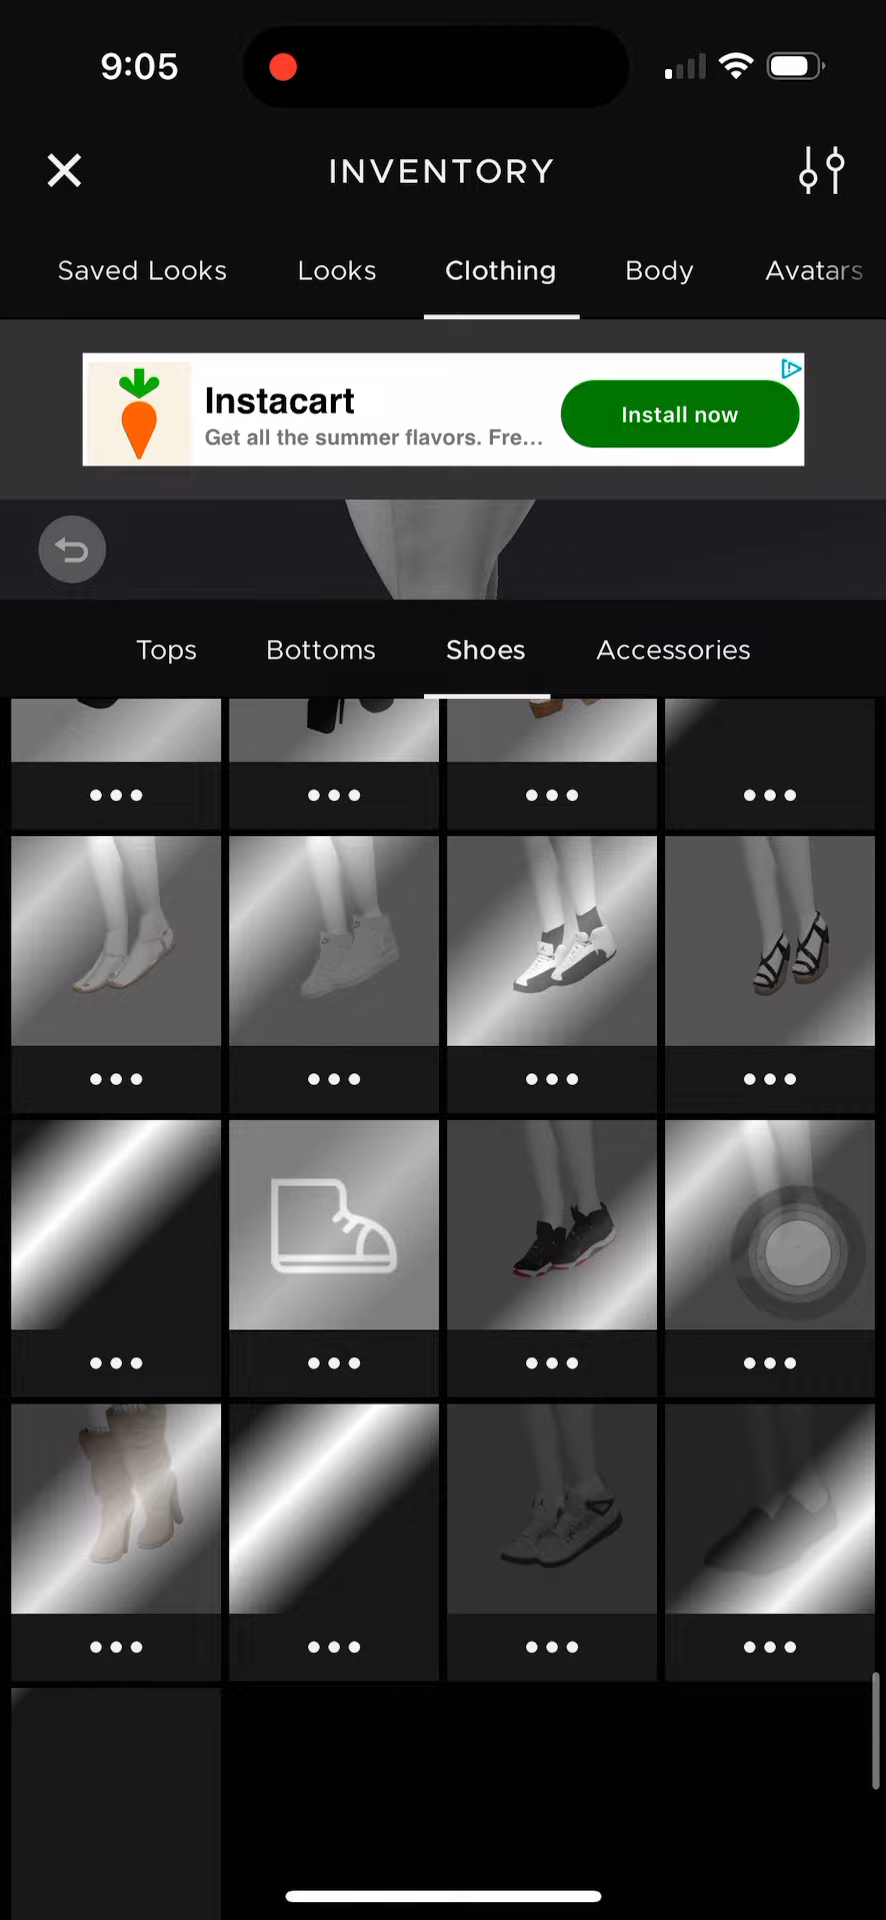 9:05
INVENTORY
Saved Looks Looks Clothing Body Avatars
Instacart
Get all the summer flavors. Fre...
Install now
Tops Bottoms Shoes Accessories